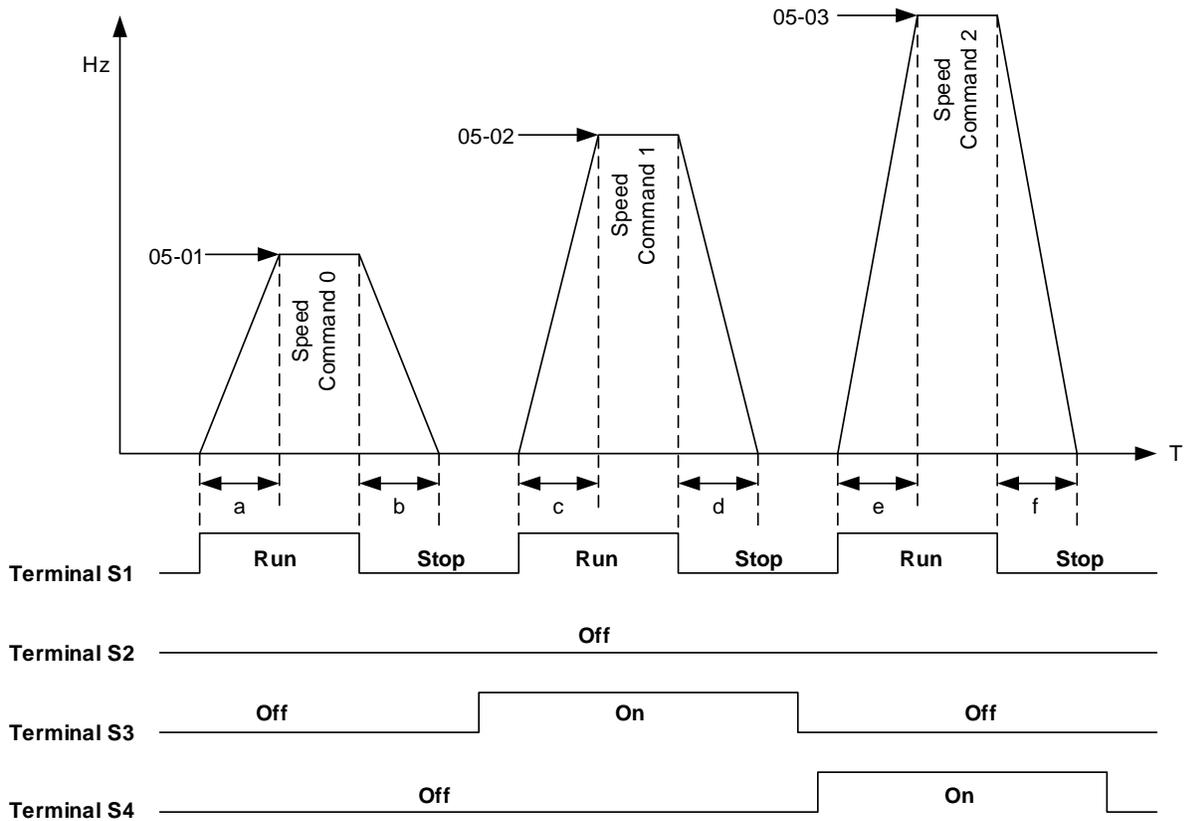 05-03
Hz
Speed
Command 2
05-02
Speed
Command 1
05-01
Speed
Command 0
T
a
b
c
d
e
f
Run
Stop
Run
Stop
Run
Stop
Terminal S1
Off
Terminal S2
Off
On
Off
Terminal S3
Off
On
Terminal S4